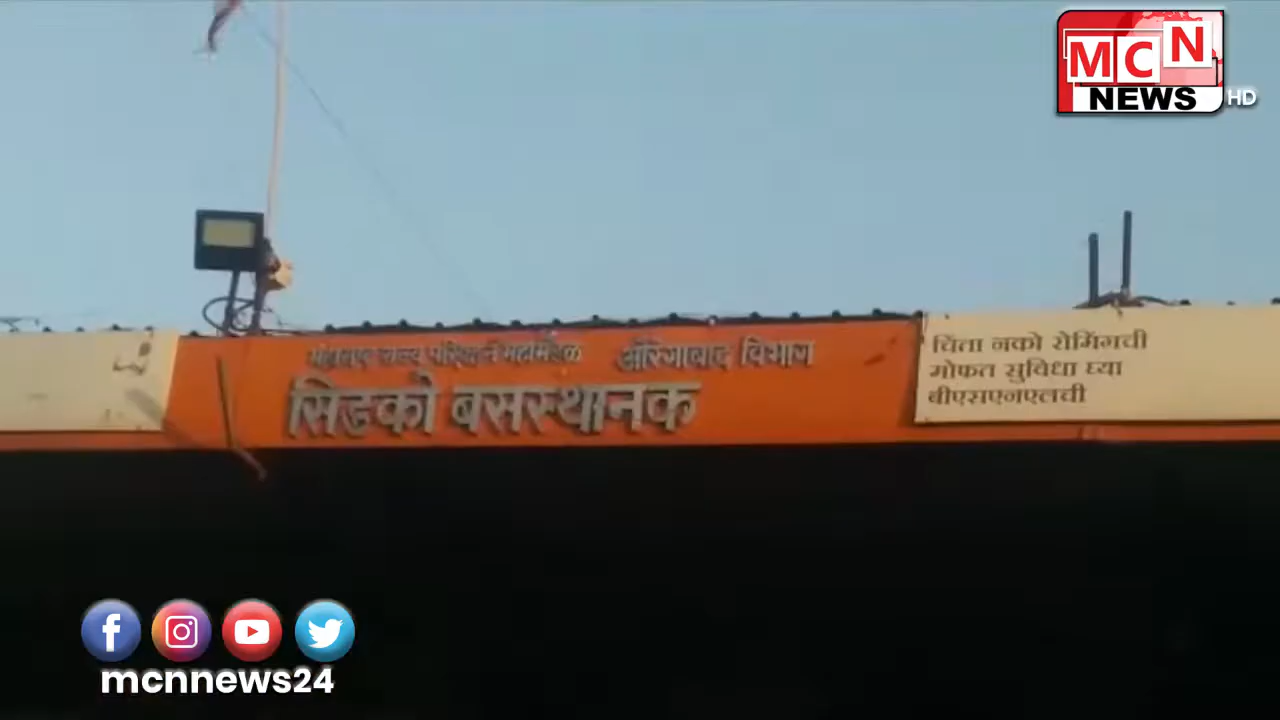 MCN
NEWS HD
महाराष्ट्र राज्य परिवहन महामंडळ औरंगाबाद विभाग
सिडको बसस्थानक
चिंता नको रोमिंगची
मोफत सुविधा घ्या
बीएसएनएलची
mcnnews24